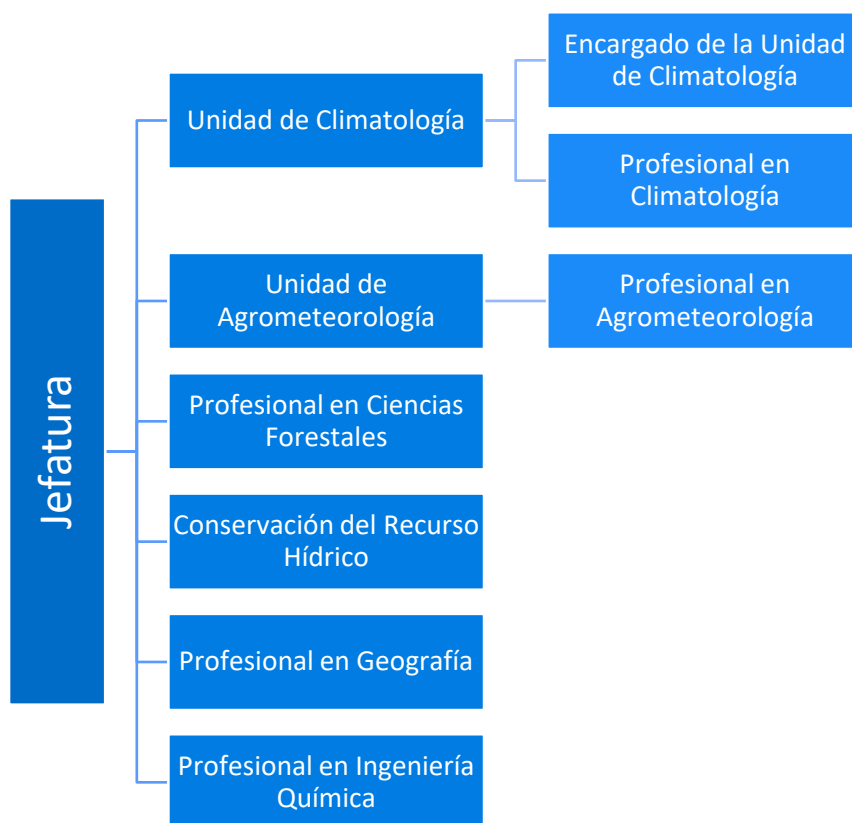 Jefatura
Unidad de Climatología
Encargado de la Unidad
de Climatología
Profesional en
Climatología
Unidad de
Agrometeorología
Profesional en
Agrometeorología
Profesional en Ciencias
Forestales
Conservación del Recurso
Hídrico
Profesional en Geografía
Profesional en Ingeniería
Química